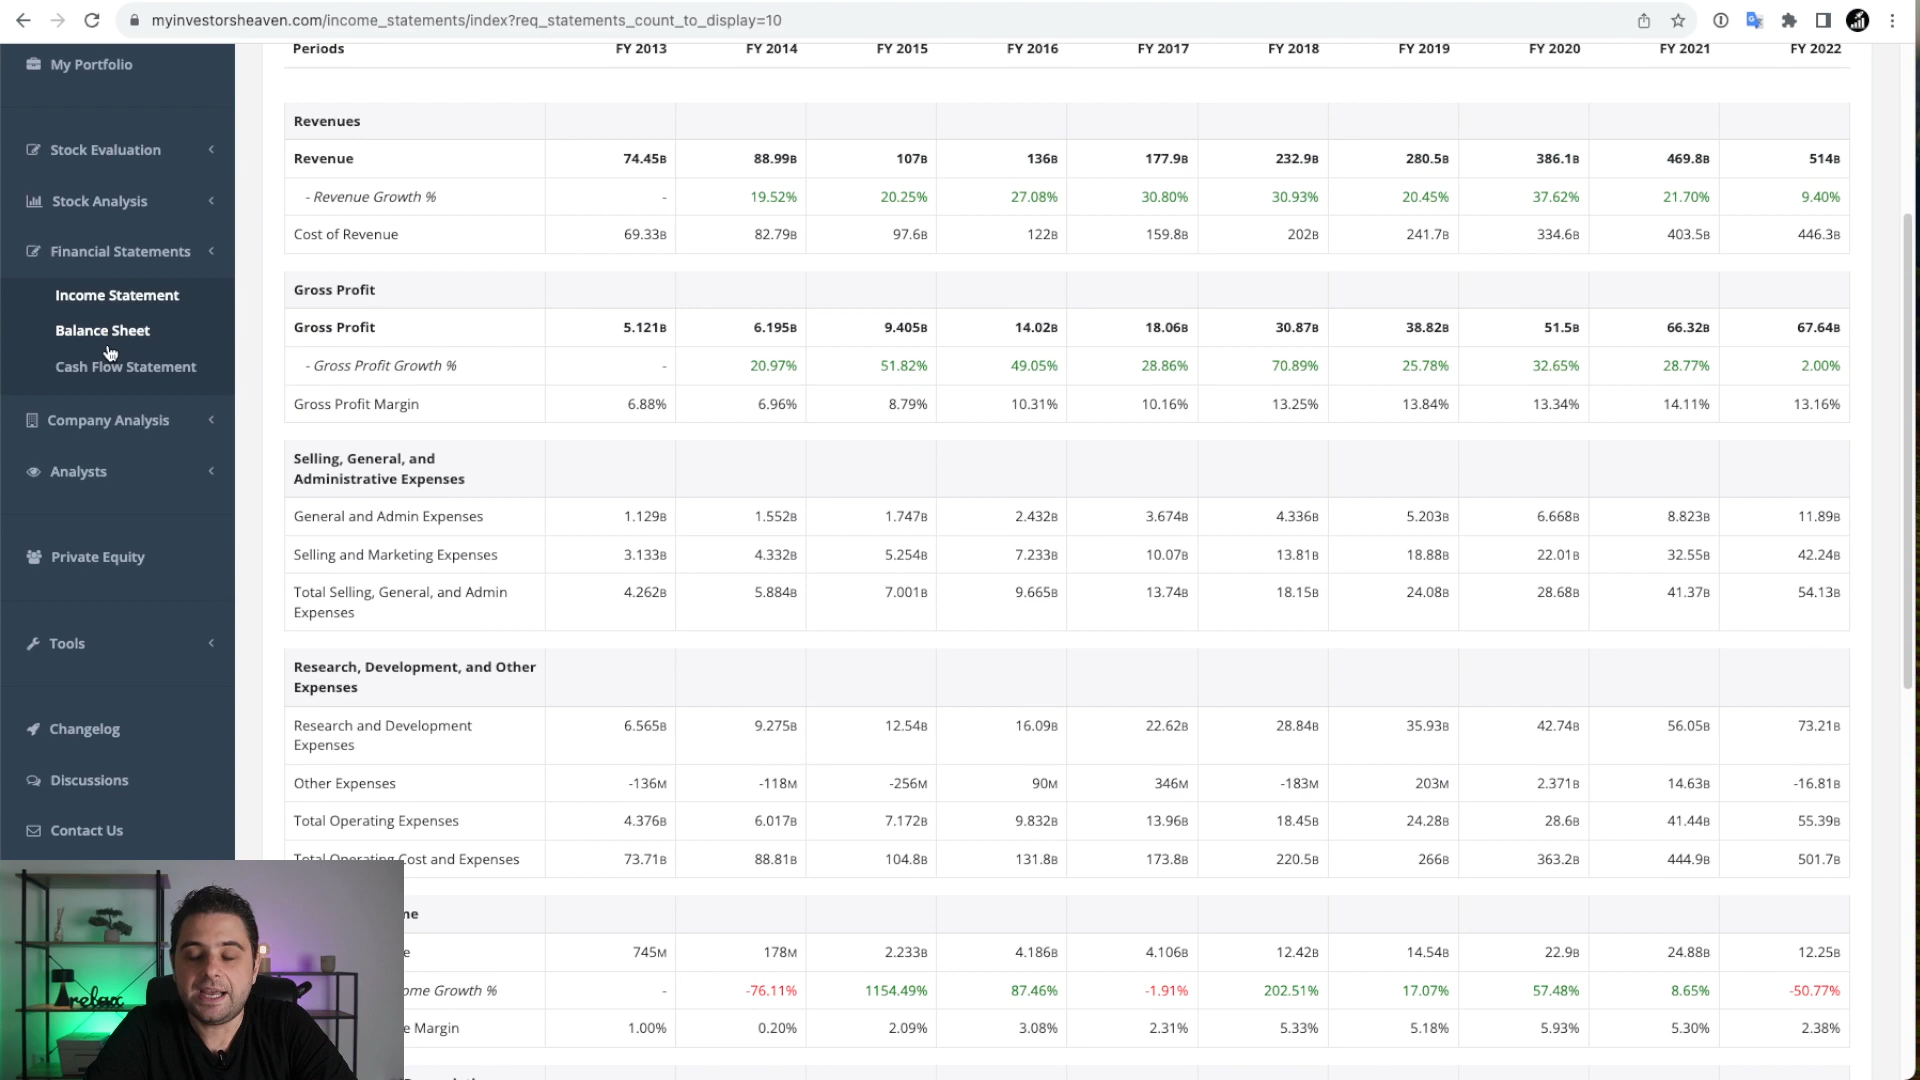 myinvestorsheaven.com/income_statements/index?req_statements_count_to_display=10
My Portfolio
Stock Evaluation
Stock Analysis
Financial Statements
Income Statement
Balance Sheet
Cash Flow Statement
Company Analysis
Analysts
Private Equity
Tools
Changelog
Discussions
Contact Us
Periods FY 2013 FY 2014 FY 2015 FY 2016 FY 2017 FY 2018 FY 2019 FY 2020 FY 2021 FY 2022
Revenues
Revenue 74.45B 88.99B 107B 136B 177.9B 232.9B 280.5B 386.1B 469.8B 514B
- Revenue Growth % - 19.52% 20.25% 27.08% 30.80% 30.93% 20.45% 37.62% 21.70% 9.40%
Cost of Revenue 69.33B 82.79B 97.6B 122B 159.8B 202B 241.7B 334.6B 403.5B 446.3B
Gross Profit
Gross Profit 5.121B 6.195B 9.405B 14.02B 18.06B 30.87B 38.82B 51.5B 66.32B 67.64B
- Gross Profit Growth % - 20.97% 51.82% 49.05% 28.86% 70.89% 25.78% 32.65% 28.77% 2.00%
Gross Profit Margin 6.88% 6.96% 8.79% 10.31% 10.16% 13.25% 13.84% 13.34% 14.11% 13.16%
Selling, General, and
Administrative Expenses
General and Admin Expenses 1.129B 1.552B 1.747B 2.432B 3.674B 4.336B 5.203B 6.668B 8.823B 11.89B
Selling and Marketing Expenses 3.133B 4.332B 5.254B 7.233B 10.07B 13.81B 18.88B 22.01B 32.55B 42.24B
Total Selling, General, and Admin 4.262B 5.884B 7.001B 9.665B 13.74B 18.15B 24.08B 28.68B 41.37B 54.13B
Expenses
Research, Development, and Other
Expenses
Research and Development 6.565B 9.275B 12.54B 16.09B 22.62B 28.84B 35.93B 42.74B 56.05B 73.21B
Expenses
Other Expenses -136M -118M -256M 90M 346M -183M 203M 2.371B 14.63B -16.81B
Total Operating Expenses 4.376B 6.017B 7.172B 9.832B 13.96B 18.45B 24.28B 28.6B 41.44B 55.39B
Total Operating Cost and Expenses 73.71B 88.81B 104.8B 131.8B 173.8B 220.5B 266B 363.2B 444.9B 501.7B
me
e 745M 178M 2.233B 4.186B 4.106B 12.42B 14.54B 22.9B 24.88B 12.25B
ome Growth % - -76.11% 1154.49% 87.46% -1.91% 202.51% 17.07% 57.48% 8.65% -50.77%
e Margin 1.00% 0.20% 2.09% 3.08% 2.31% 5.33% 5.18% 5.93% 5.30% 2.38%
relax